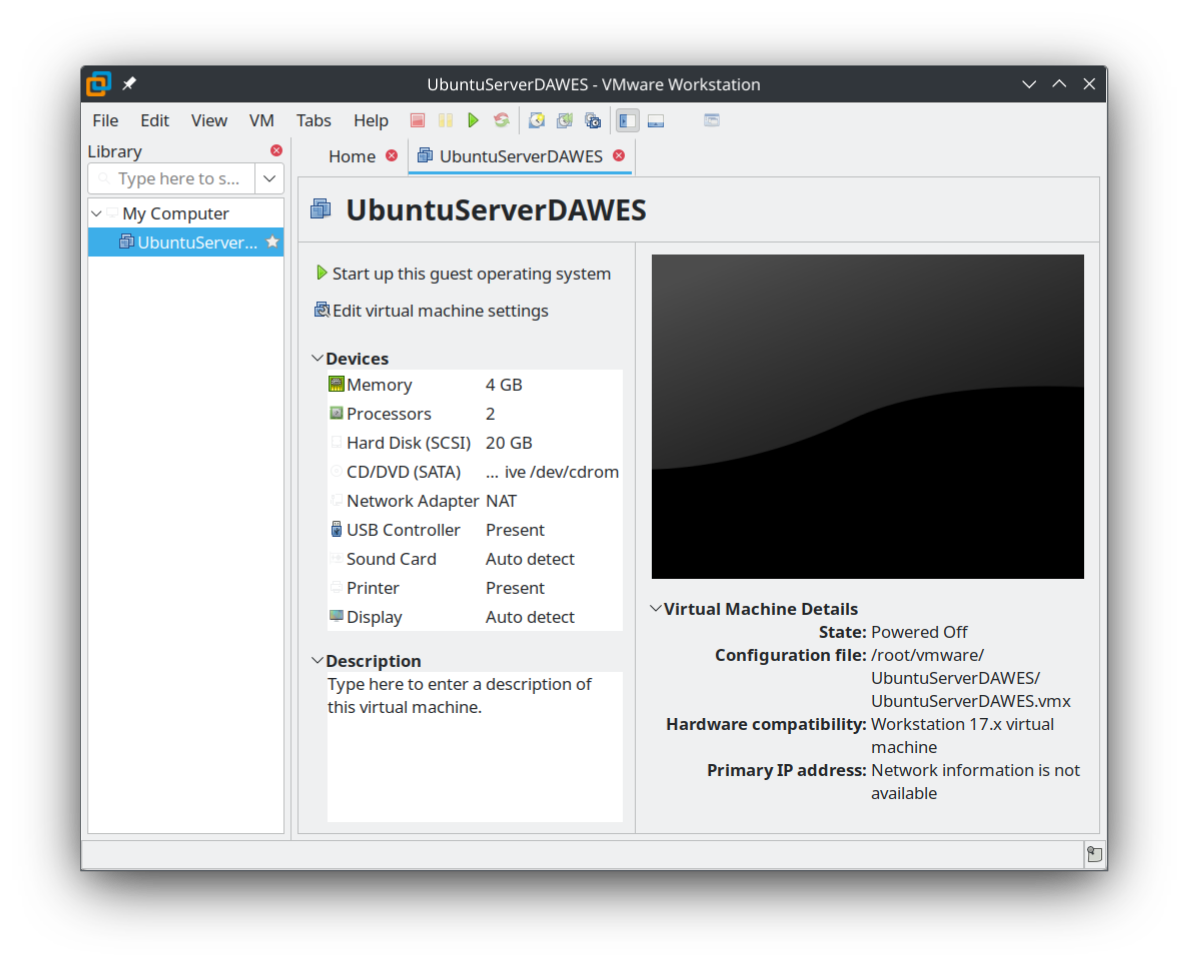 UbuntuServerDAWES - VMware Workstation
File Edit View VM Tabs Help
Library
Type here to s...
My Computer
UbuntuServer...
Home UbuntuServerDAWES
UbuntuServerDAWES
Start up this guest operating system
Edit virtual machine settings
Devices
Memory 4 GB
Processors 2
Hard Disk (SCSI) 20 GB
CD/DVD (SATA) ... ive /dev/cdrom
Network Adapter NAT
USB Controller Present
Sound Card Auto detect
Printer Present
Display Auto detect
Description
Type here to enter a description of
this virtual machine.
Virtual Machine Details
State: Powered Off
Configuration file: /root/vmware/
UbuntuServerDAWES/
UbuntuServerDAWES.vmx
Hardware compatibility: Workstation 17.x virtual
machine
Primary IP address: Network information is not
available